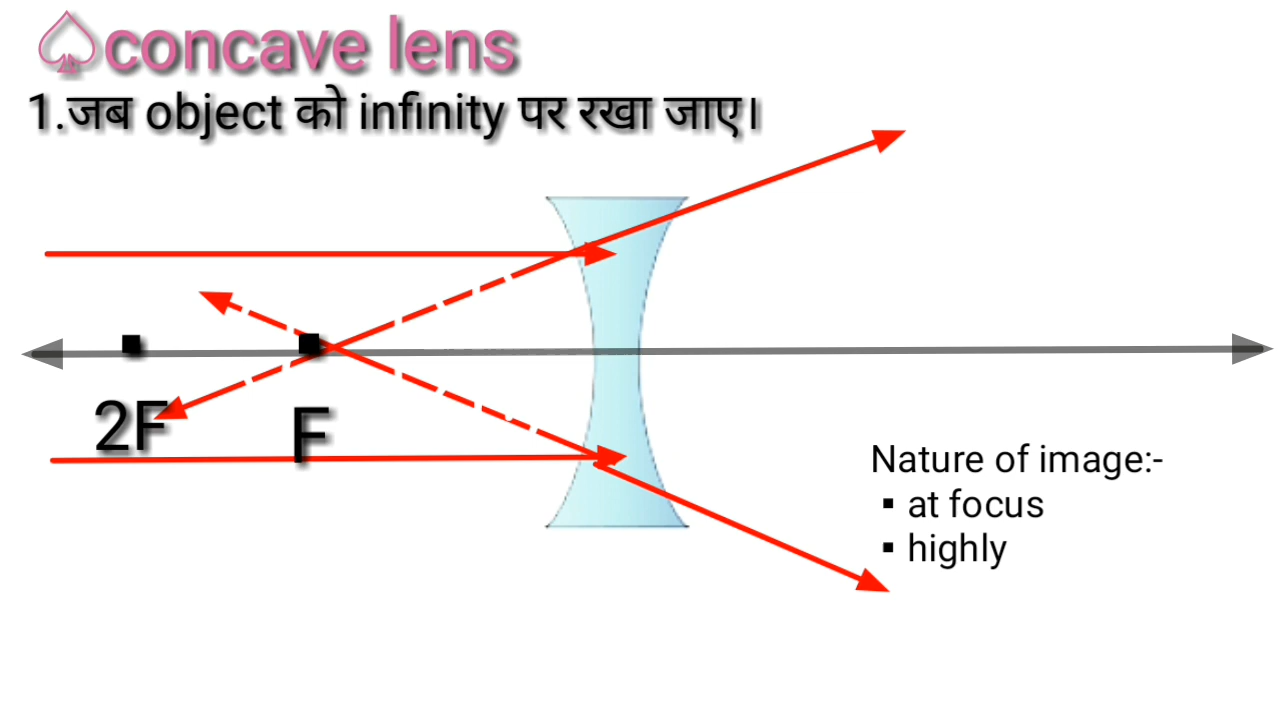 ♤concave lens
1.जब object को infinity पर रखा जाए।
2F
F
Nature of image:-
▪ at focus
▪ highly